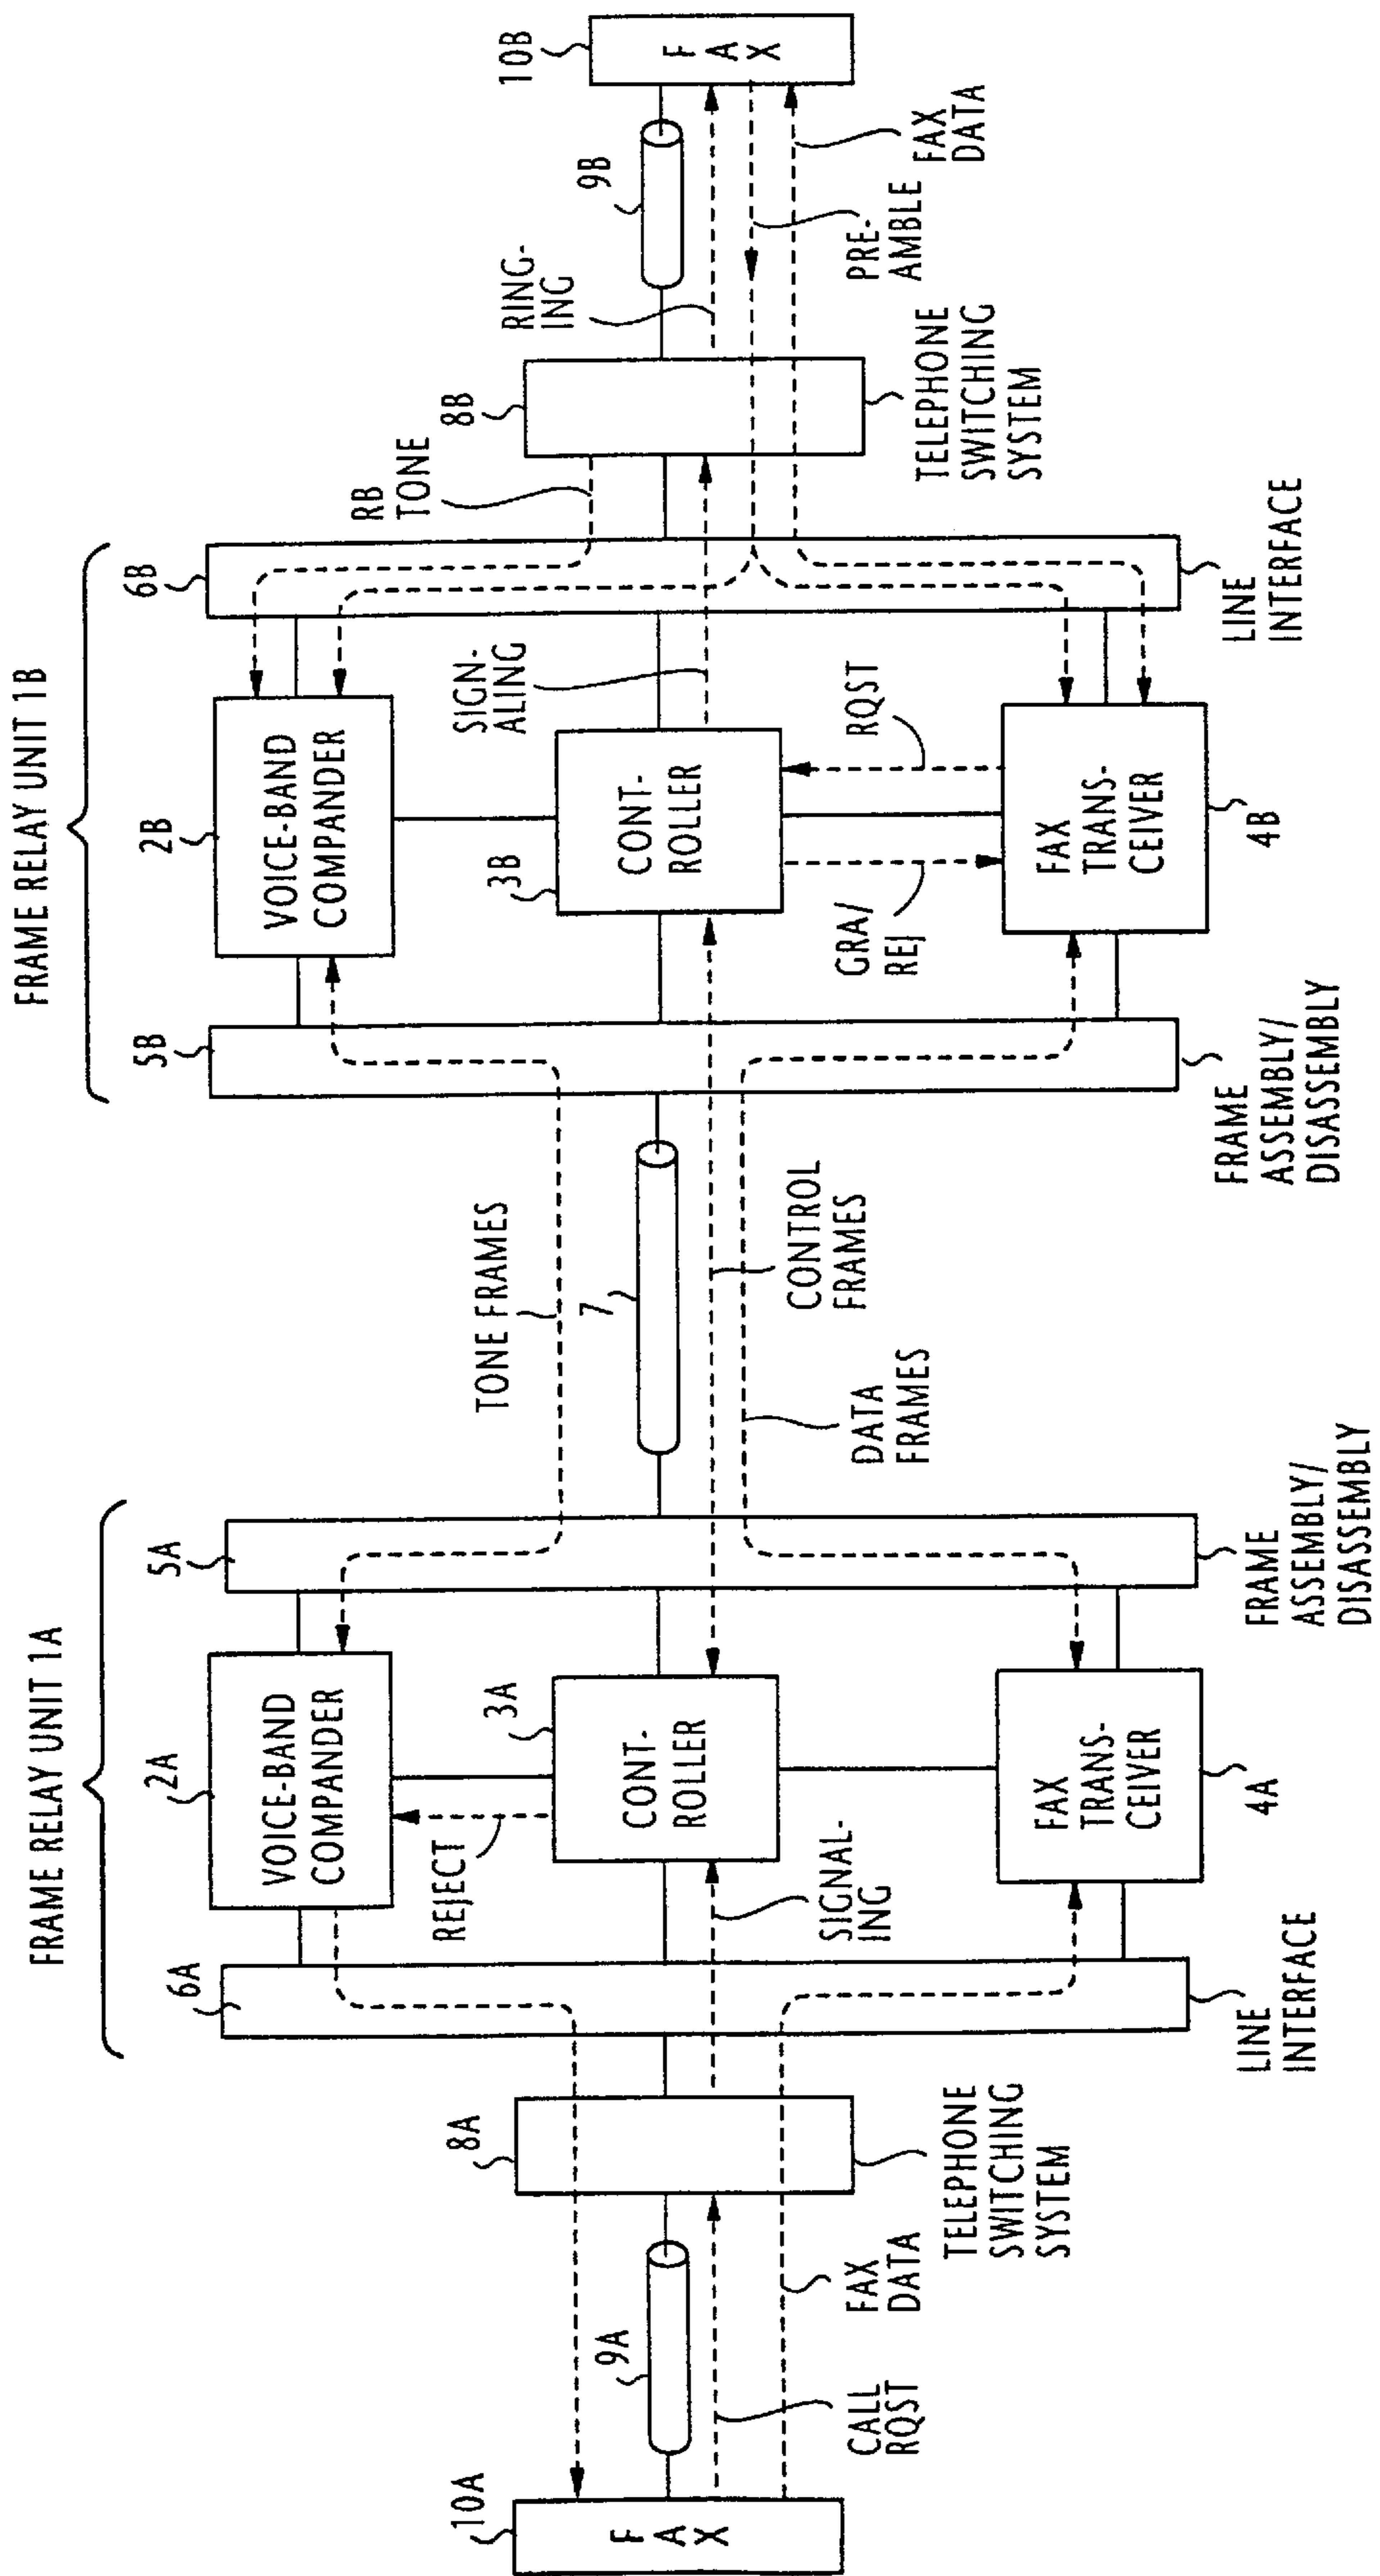 FRAME RELAY UNIT 1A
FRAME RELAY UNIT 1B
10A
FAX
9A
CALL
RQST
FAX
DATA
8A
TELEPHONE
SWITCHING
SYSTEM
6A
LINE
INTERFACE
2A
VOICE-BAND
COMPANDER
REJECT
SIGNAL-
ING
3A
CONT-
ROLLER
FAX
TRANS-
CEIVER
4A
5A
FRAME
ASSEMBLY/
DISASSEMBLY
TONE FRAMES
7
CONTROL
FRAMES
DATA
FRAMES
5B
FRAME
ASSEMBLY/
DISASSEMBLY
2B
VOICE-BAND
COMPANDER
3B
CONT-
ROLLER
SIGN-
ALING
GRA/
REJ
RQST
FAX
TRANS-
CEIVER
4B
6B
LINE
INTERFACE
RB
TONE
8B
TELEPHONE
SWITCHING
SYSTEM
RING-
ING
9B
PRE-
AMBLE
FAX
DATA
10B
FAX